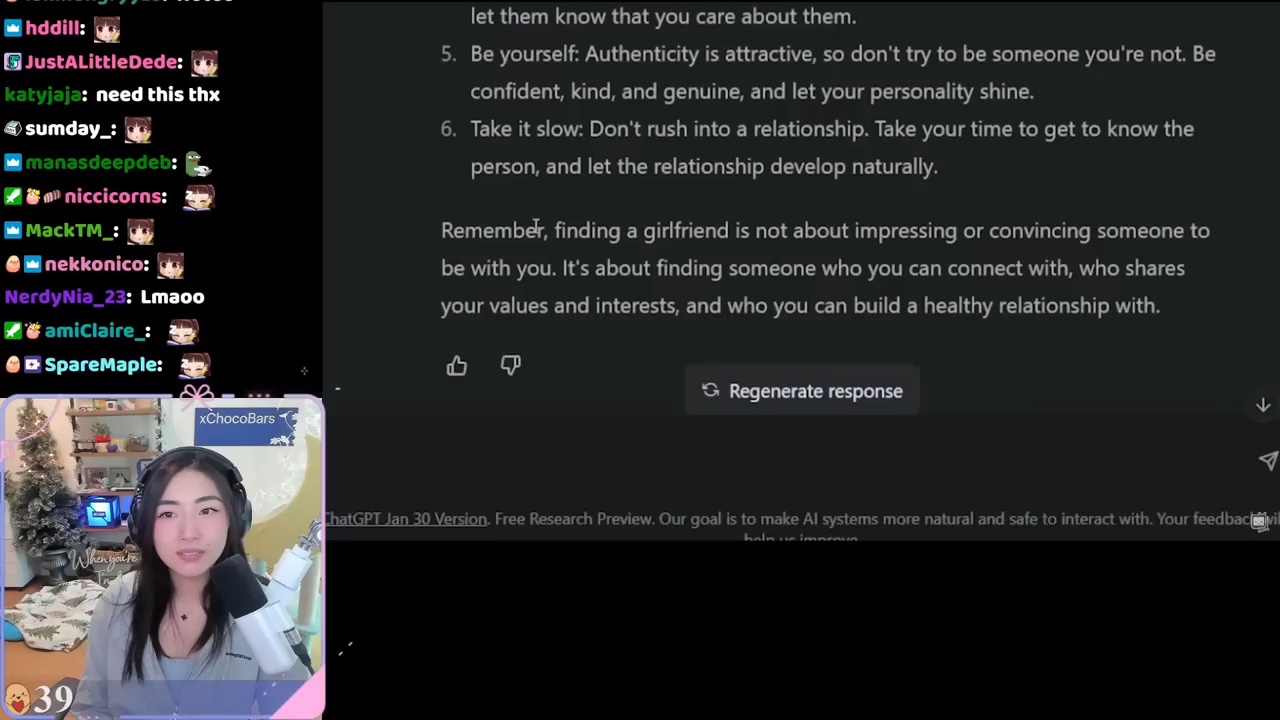 hddill:
JustALittleDede:
katyjaja: need this thx
sumday_:
manasdeepdeb:
niccicorns:
MackTM_:
nekkonico:
NerdyNia_23: Lmaoo
amiClaire_:
SpareMaple:
let them know that you care about them.
5. Be yourself: Authenticity is attractive, so don't try to be someone you're not. Be
confident, kind, and genuine, and let your personality shine.
6. Take it slow: Don't rush into a relationship. Take your time to get to know the
person, and let the relationship develop naturally.
Remember, finding a girlfriend is not about impressing or convincing someone to
be with you. It's about finding someone who you can connect with, who shares
your values and interests, and who you can build a healthy relationship with.
Regenerate response
ChatGPT Jan 30 Version. Free Research Preview. Our goal is to make AI systems more natural and safe to interact with. Your feedback will
help us improve.
xChocoBars
When you're
39